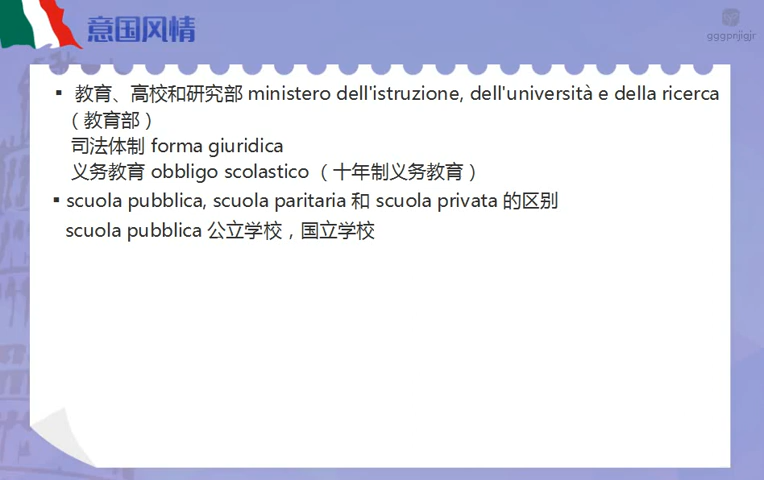 意国风情
gggpnjigjr
▪ 教育、高校和研究部 ministero dell'istruzione, dell'università e della ricerca
（教育部）
司法体制 forma giuridica
义务教育 obbligo scolastico （十年制义务教育）
▪ scuola pubblica, scuola paritaria 和 scuola privata 的区别
scuola pubblica 公立学校，国立学校